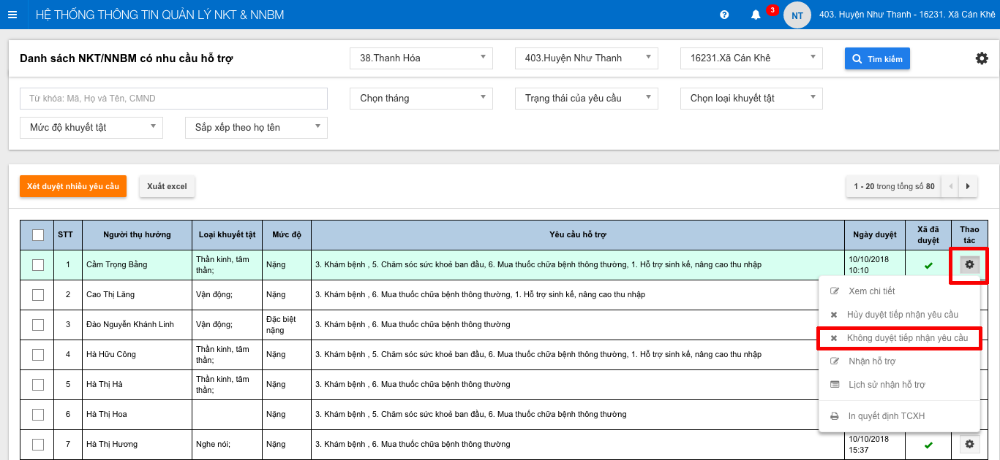 HỆ THỐNG THÔNG TIN QUẢN LÝ NKT & NNBM
3
NT
403. Huyện Như Thanh - 16231. Xã Cán Khê
Danh sách NKT/NNBM có nhu cầu hỗ trợ
38.Thanh Hóa
403.Huyện Như Thanh
16231.Xã Cán Khê
Tìm kiếm
Từ khóa: Mã, Họ và Tên, CMND
Chọn tháng
Trạng thái của yêu cầu
Chọn loại khuyết tật
Mức độ khuyết tật
Sắp xếp theo họ tên
Xét duyệt nhiều yêu cầu
Xuất excel
1 - 20 trong tổng số 80
STT
Người thụ hưởng
Loại khuyết tật
Mức độ
Yêu cầu hỗ trợ
Ngày duyệt
Xã đã
duyệt
Thao
tác
1
Cầm Trọng Bằng
Thần kinh, tâm
thần;
Nặng
3. Khám bệnh , 5. Chăm sóc sức khoẻ ban đầu, 6. Mua thuốc chữa bệnh thông thường, 1. Hỗ trợ sinh kế, nâng cao thu nhập
10/10/2018
10:10
2
Cao Thị Lăng
Vận động;
Nặng
3. Khám bệnh , 6. Mua thuốc chữa bệnh thông thường, 1. Hỗ trợ sinh kế, nâng cao thu nhập
3
Đào Nguyễn Khánh Linh
Vận động;
Đặc biệt
nặng
3. Khám bệnh , 6. Mua thuốc chữa bệnh thông thường
4
Hà Hữu Công
Thần kinh, tâm
thần;
Nặng
3. Khám bệnh , 5. Chăm sóc sức khoẻ ban đầu, 6. Mua thuốc chữa bệnh thông thường, 1. Hỗ trợ sinh kế, nâng cao thu nhập
5
Hà Thị Hà
Thần kinh, tâm
thần;
Nặng
3. Khám bệnh , 6. Mua thuốc chữa bệnh thông thường
6
Hà Thị Hoa
Nặng
3. Khám bệnh , 5. Chăm sóc sức khoẻ ban đầu, 6. Mua thuốc chữa bệnh thông thường
7
Hà Thị Hương
Nghe nói;
Nặng
3. Khám bệnh , 6. Mua thuốc chữa bệnh thông thường
10/10/2018
15:37
Xem chi tiết
Hủy duyệt tiếp nhận yêu cầu
Không duyệt tiếp nhận yêu cầu
Nhận hỗ trợ
Lịch sử nhận hỗ trợ
In quyết định TCXH